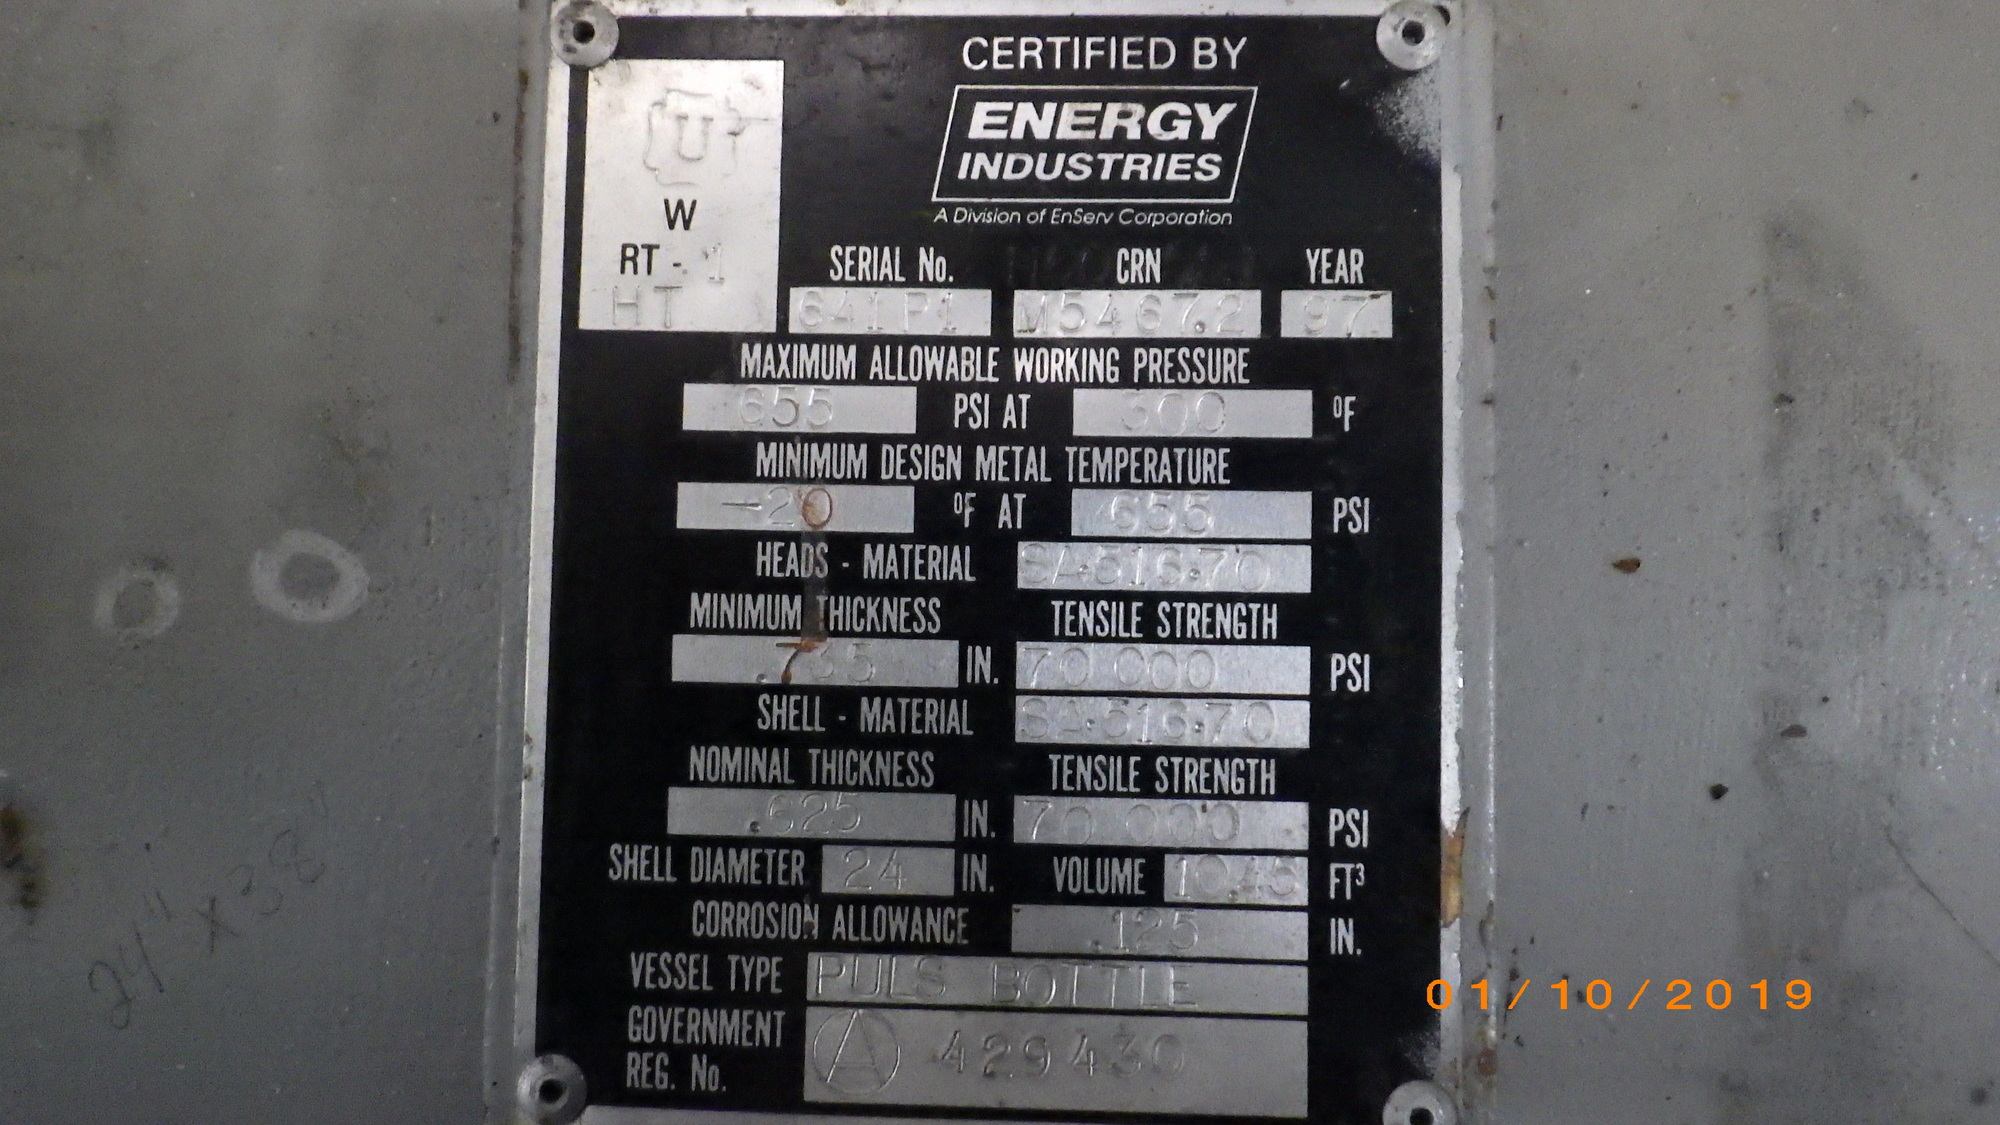 CERTIFIED BY
ENERGY
INDUSTRIES
A Division of EnServ Corporation
U
W
RT - 1
HT
SERIAL No. CRN YEAR
641P1 M5467.2 97
MAXIMUM ALLOWABLE WORKING PRESSURE
655 PSI AT 300 ºF
MINIMUM DESIGN METAL TEMPERATURE
-20 ºF AT 655 PSI
HEADS - MATERIAL SA-516-70
MINIMUM THICKNESS TENSILE STRENGTH
IN. 70 000 PSI
SHELL - MATERIAL SA-516-70
NOMINAL THICKNESS TENSILE STRENGTH
.625 IN. 70 000 PSI
SHELL DIAMETER 24 IN. VOLUME FT³
CORROSION ALLOWANCE .125 IN.
VESSEL TYPE PULS BOTTLE
GOVERNMENT
REG. No. A 429430
24" x 38"
01/10/2019